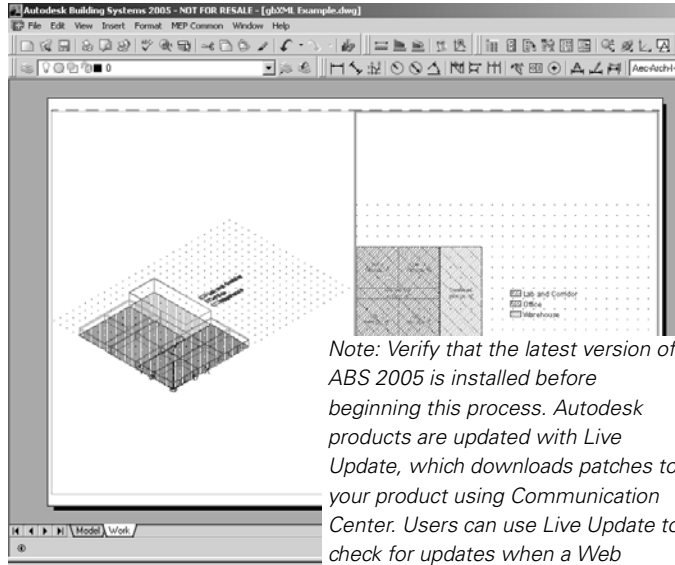 Autodesk Building Systems 2005 - NOT FOR RESALE - [gbXML Example.dwg]
File Edit View Insert Format MEP Common Window Help
0
Aec-Arch-I
Lab and Corridor
Office
Warehouse
Note: Verify that the latest version of
ABS 2005 is installed before
beginning this process. Autodesk
products are updated with Live
Update, which downloads patches to
your product using Communication
Center. Users can use Live Update to
check for updates when a Web
Model Work